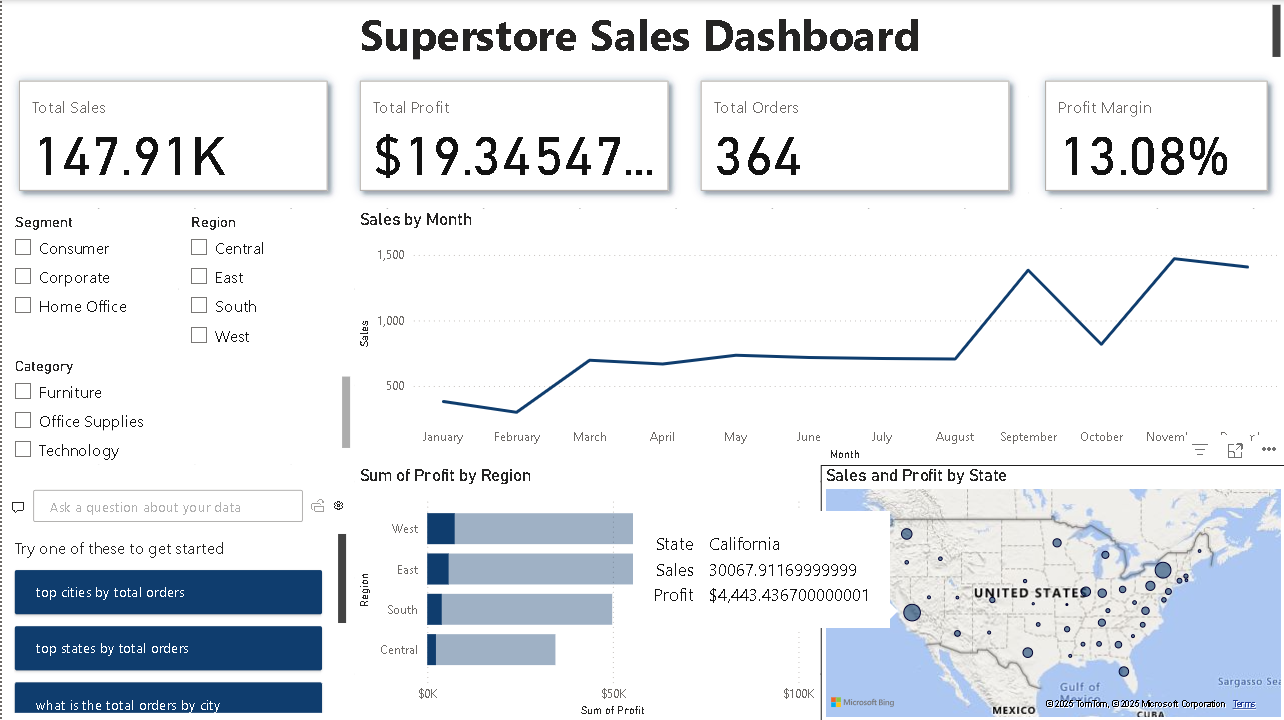 Superstore Sales Dashboard
Total Sales
147.91K
Total Profit
$19.34547...
Total Orders
364
Profit Margin
13.08%
Segment
Consumer
Corporate
Home Office
Region
Central
East
South
West
Category
Furniture
Office Supplies
Technology
Ask a question about your data
Try one of these to get started
top cities by total orders
top states by total orders
what is the total orders by city
Sales by Month
1,500
1,000
500
Sales
January February March April May June July August September October
Month
Sum of Profit by Region
Region
West
East
South
Central
$0K $50K $100K
Sum of Profit
State California
Sales 30067.91169999999
Profit $4,443.436700000001
Sales and Profit by State
UNITED STATES
Gulf of
Mexico
MEXICO
CUBA
Sargasso Sea
Microsoft Bing
© 2025 TomTom, © 2025 Microsoft Corporation Terms